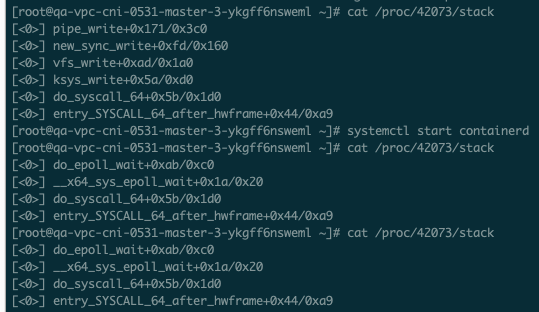 [root@qa-vpc-cni-0531-master-3-ykgff6nsweml ~]# cat /proc/42073/stack
[<0>] pipe_write+0x171/0x3c0
[<0>] new_sync_write+0xfd/0x160
[<0>] vfs_write+0xad/0x1a0
[<0>] ksys_write+0x5a/0xd0
[<0>] do_syscall_64+0x5b/0x1d0
[<0>] entry_SYSCALL_64_after_hwframe+0x44/0xa9
[root@qa-vpc-cni-0531-master-3-ykgff6nsweml ~]# systemctl start containerd
[root@qa-vpc-cni-0531-master-3-ykgff6nsweml ~]# cat /proc/42073/stack
[<0>] do_epoll_wait+0xab/0xc0
[<0>] __x64_sys_epoll_wait+0x1a/0x20
[<0>] do_syscall_64+0x5b/0x1d0
[<0>] entry_SYSCALL_64_after_hwframe+0x44/0xa9
[root@qa-vpc-cni-0531-master-3-ykgff6nsweml ~]# cat /proc/42073/stack
[<0>] do_epoll_wait+0xab/0xc0
[<0>] __x64_sys_epoll_wait+0x1a/0x20
[<0>] do_syscall_64+0x5b/0x1d0
[<0>] entry_SYSCALL_64_after_hwframe+0x44/0xa9